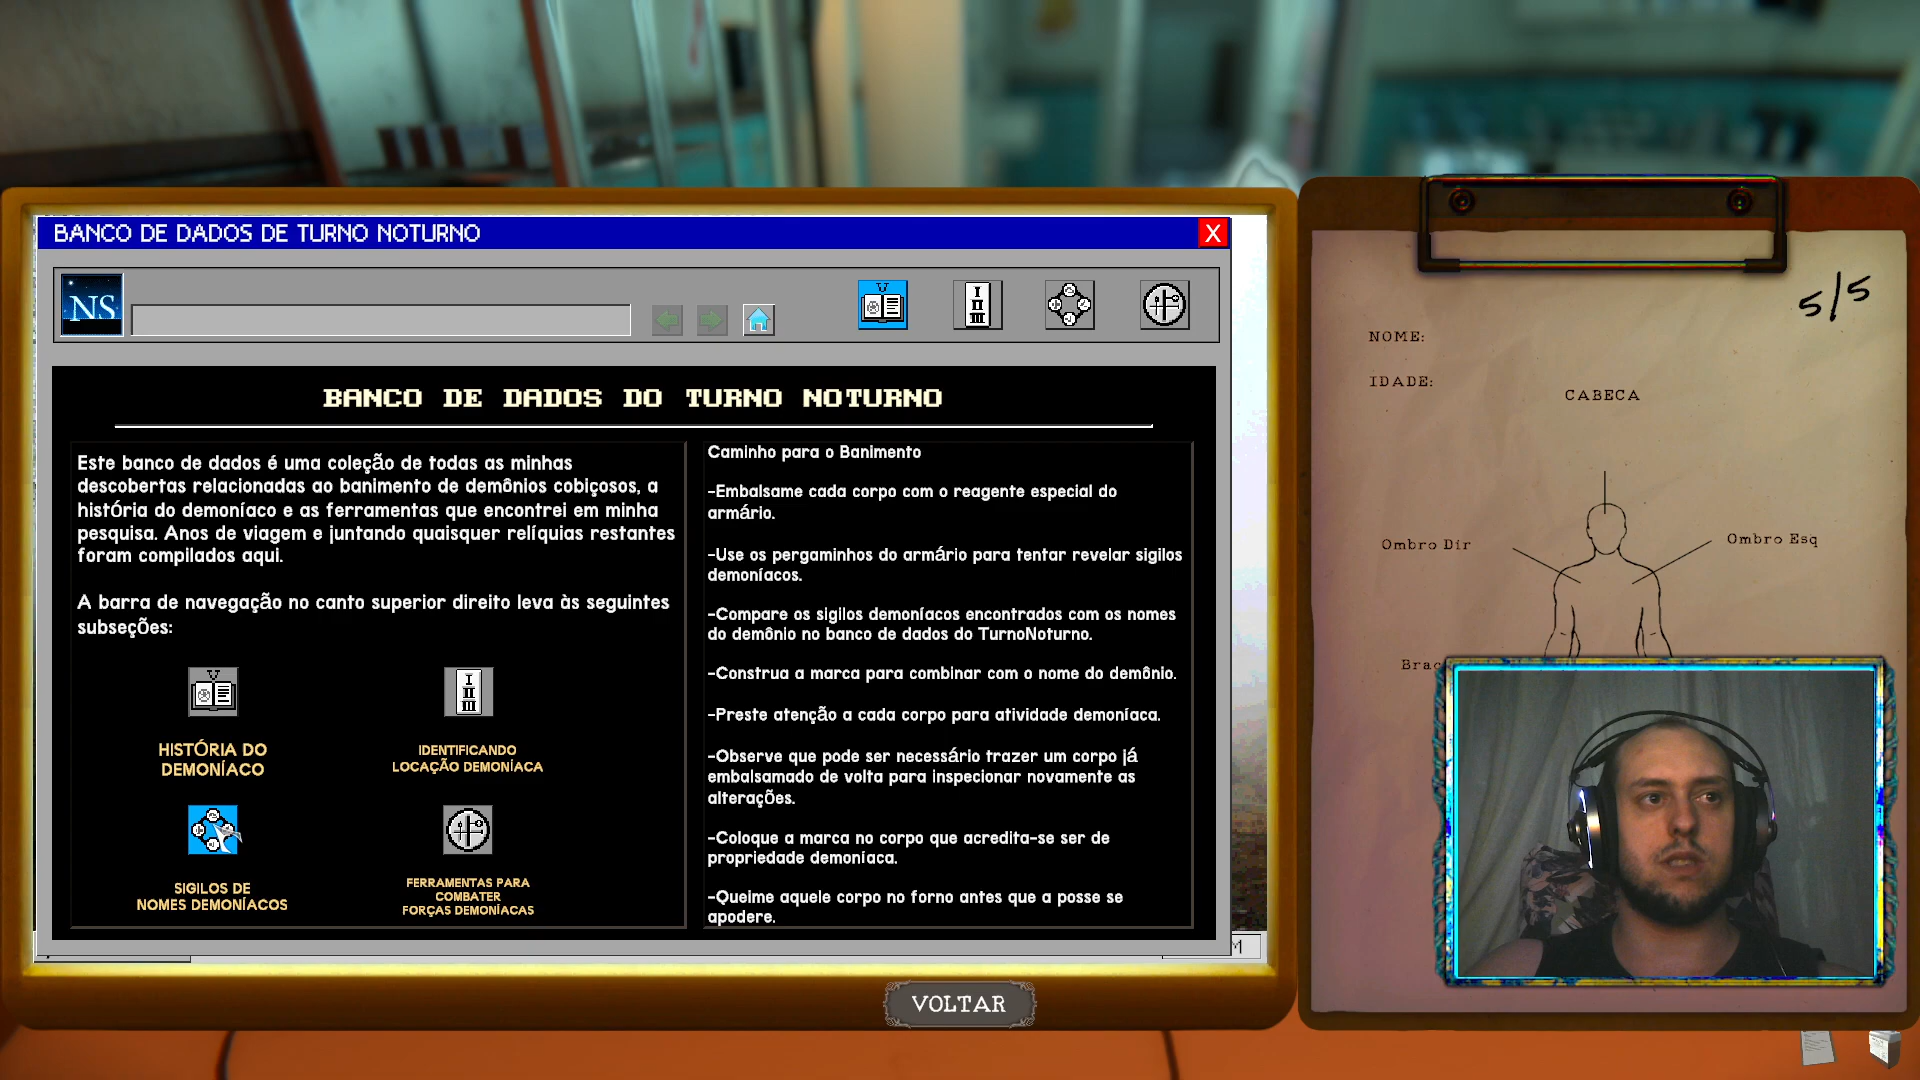 BANCO DE DADOS DE TURNO NOTURNO
X
NS
BANCO DE DADOS DO TURNO NOTURNO
Este banco de dados é uma coleção de todas as minhas
descobertas relacionadas ao banimento de demônios cobiçosos, a
história do demoníaco e as ferramentas que encontrei em minha
pesquisa. Anos de viagem e juntando quaisquer relíquias restantes
foram compilados aqui.
A barra de navegação no canto superior direito leva às seguintes
subseções:
HISTÓRIA DO
DEMONÍACO
IDENTIFICANDO
LOCAÇÃO DEMONÍACA
SIGILOS DE
NOMES DEMONÍACOS
FERRAMENTAS PARA
COMBATER
FORÇAS DEMONÍACAS
Caminho para o Banimento
-Embalsame cada corpo com o reagente especial do
armário.
-Use os pergaminhos do armário para tentar revelar sigilos
demoníacos.
-Compare os sigilos demoníacos encontrados com os nomes
do demônio no banco de dados do TurnoNoturno.
-Construa a marca para combinar com o nome do demônio.
-Preste atenção a cada corpo para atividade demoníaca.
-Observe que pode ser necessário trazer um corpo já
embalsamado de volta para inspecionar novamente as
alterações.
-Coloque a marca no corpo que acredita-se ser de
propriedade demoníaca.
-Queime aquele corpo no forno antes que a posse se
apodere.
VOLTAR
5/5
NOME:
IDADE:
CABECA
Ombro Dir
Ombro Esq